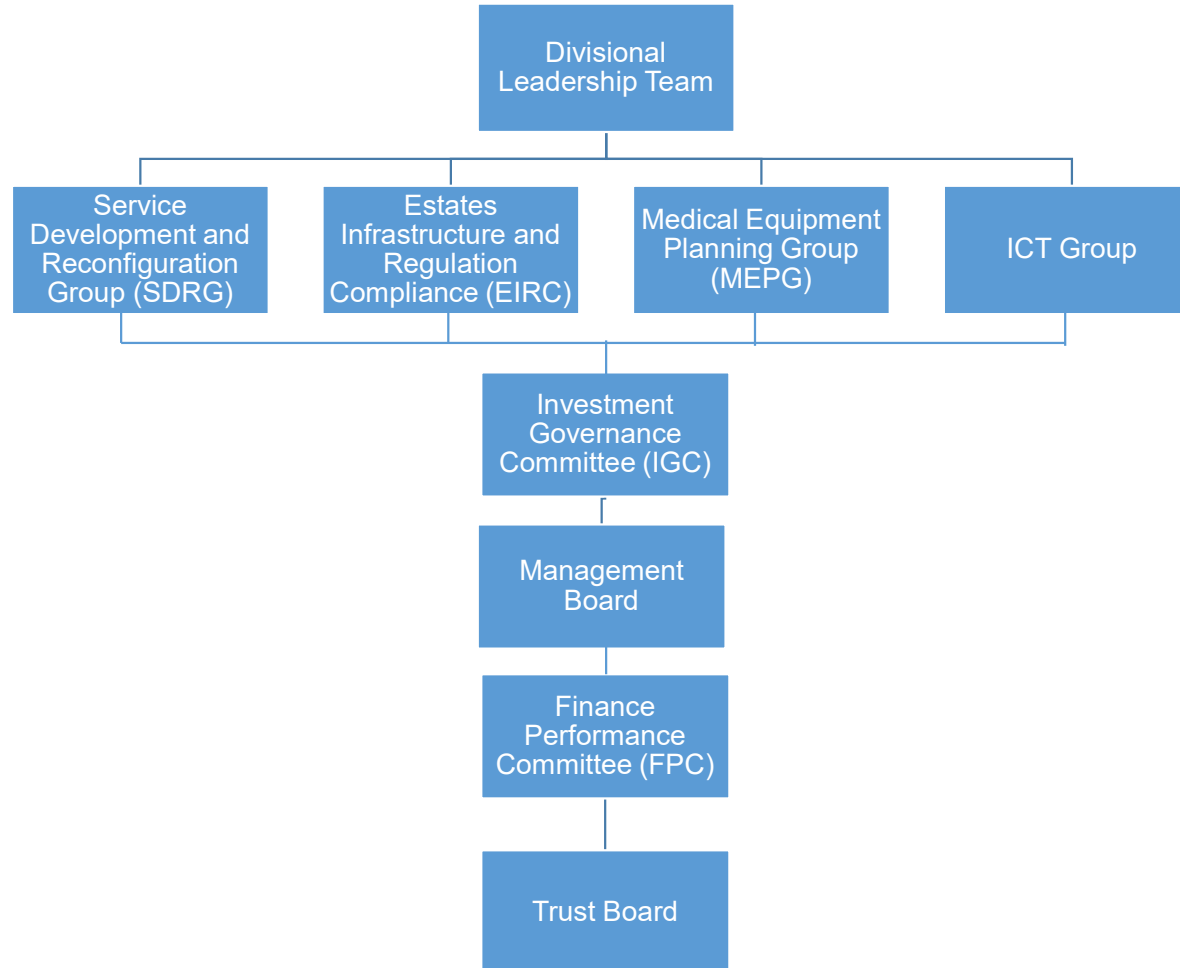 Divisional
Leadership Team
Service
Development and
Reconfiguration
Group (SDRG)
Estates
Infrastructure and
Regulation
Compliance (EIRC)
Medical Equipment
Planning Group
(MEPG)
ICT Group
Investment
Governance
Committee (IGC)
Management
Board
Finance
Performance
Committee (FPC)
Trust Board